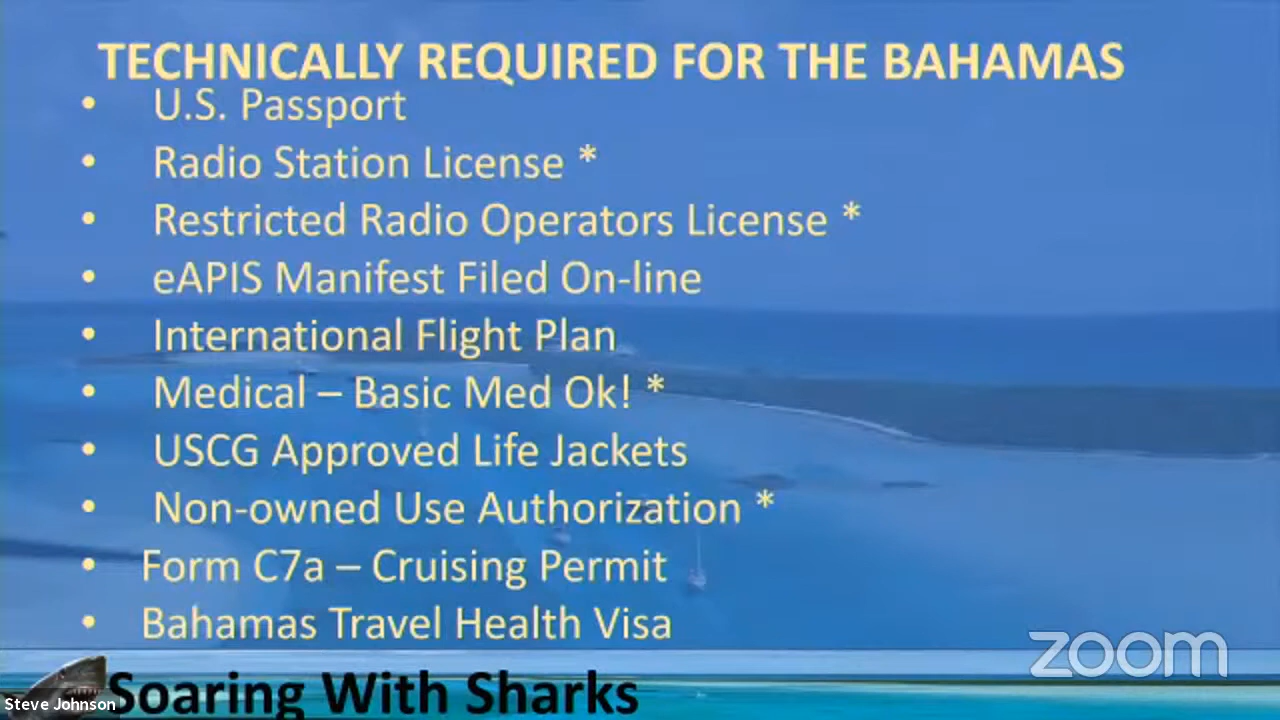 TECHNICALLY REQUIRED FOR THE BAHAMAS
• U.S. Passport
• Radio Station License *
• Restricted Radio Operators License *
• eAPIS Manifest Filed On-line
• International Flight Plan
• Medical – Basic Med Ok! *
• USCG Approved Life Jackets
• Non-owned Use Authorization *
• Form C7a – Cruising Permit
• Bahamas Travel Health Visa
zoom
Soaring With Sharks
Steve Johnson